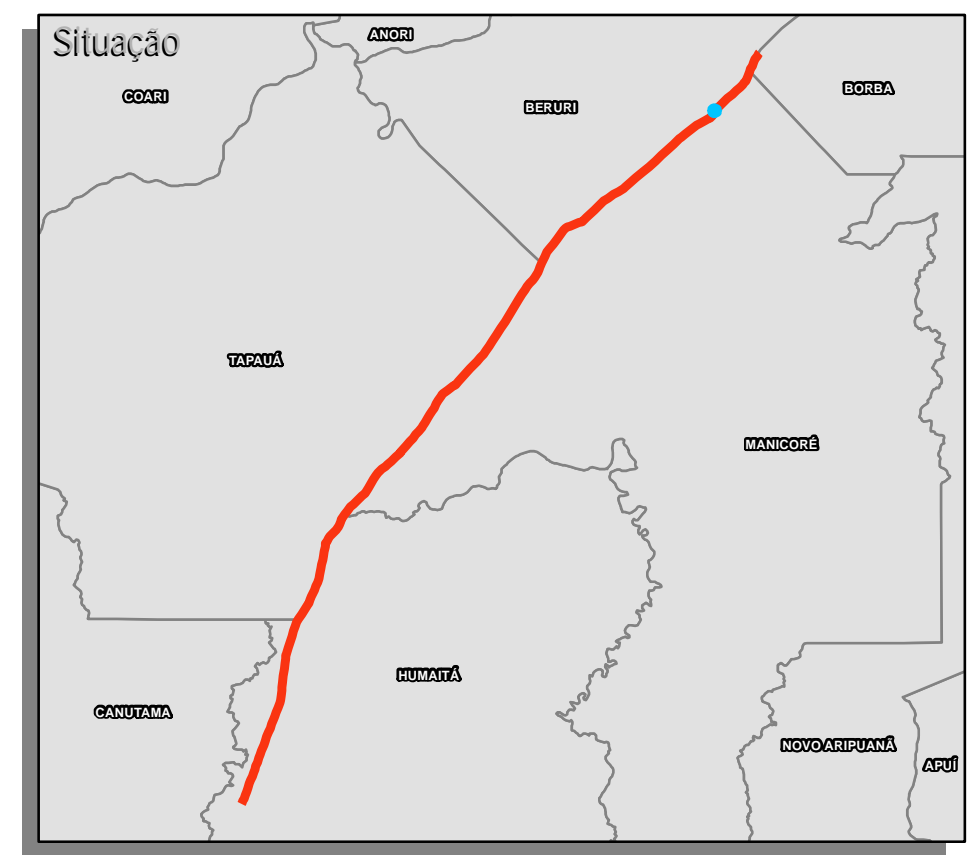 Situação
ANORI
COARI
BORBA
BERURI
TAPAUÁ
MANICORÉ
HUMAITÁ
CANUTAMA
NOVO ARIPUANÃ
APUÍ